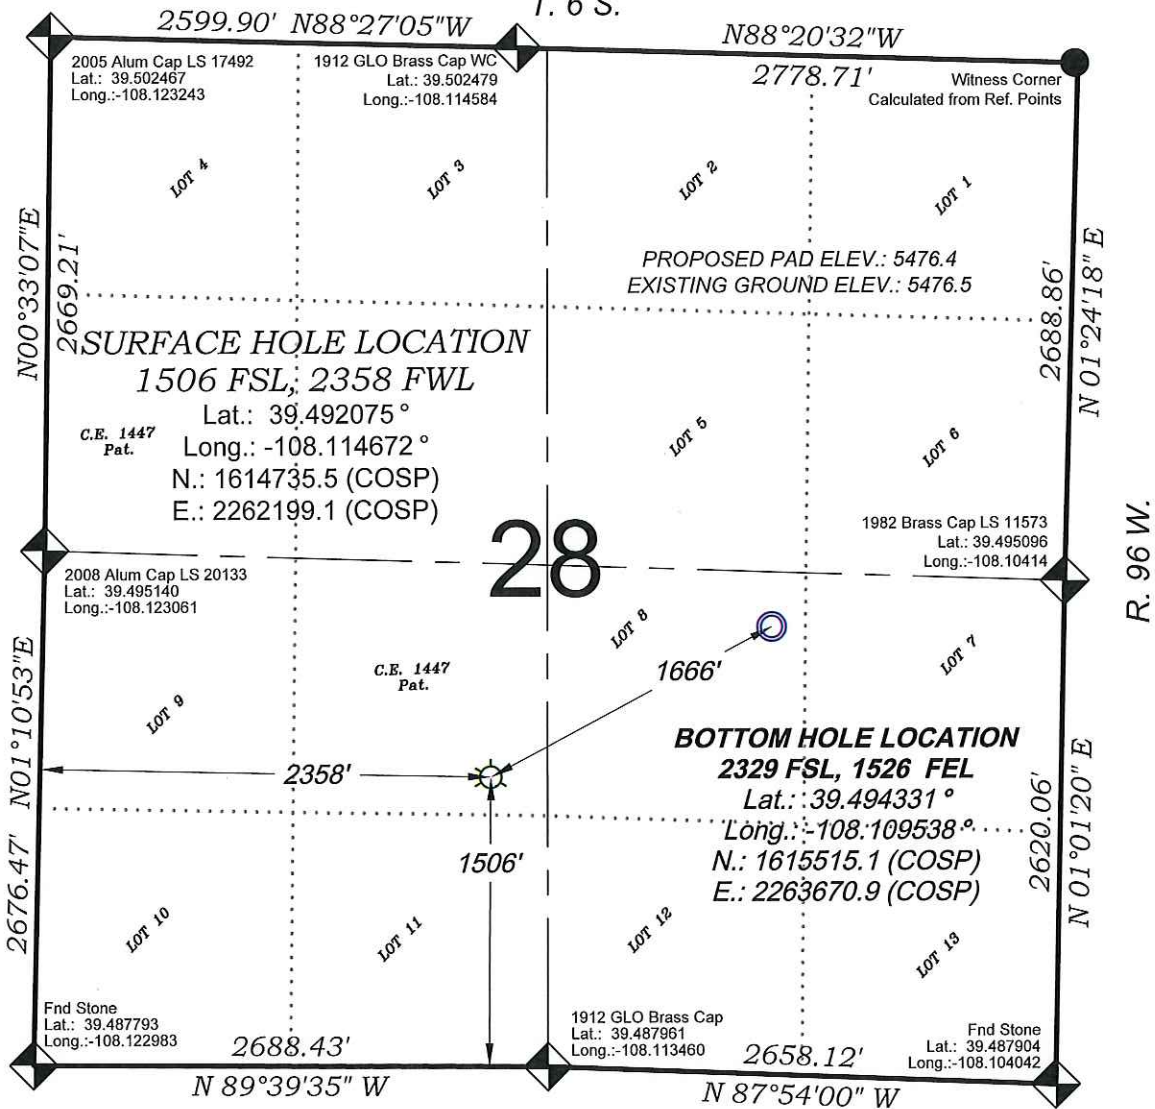 T. 6 S.
2599.90' N88°27'05"W
N88°20'32"W
2778.71'
2005 Alum Cap LS 17492
Lat.: 39.502467
Long.:-108.123243
1912 GLO Brass Cap WC
Lat.: 39.502479
Long.:-108.114584
Witness Corner
Calculated from Ref. Points
LOT 4
LOT 3
LOT 2
LOT 1
N00°33'07"E
2669.21'
PROPOSED PAD ELEV.: 5476.4
EXISTING GROUND ELEV.: 5476.5
2688.86'
N 01°24'18" E
SURFACE HOLE LOCATION
1506 FSL, 2358 FWL
Lat.: 39.492075°
Long.: -108.114672°
N.: 1614735.5 (COSP)
E.: 2262199.1 (COSP)
C.E. 1447
Pat.
LOT 5
LOT 6
28
1982 Brass Cap LS 11573
Lat.: 39.495096
Long.:-108.10414
R. 96 W.
2008 Alum Cap LS 20133
Lat.: 39.495140
Long.:-108.123061
LOT 8
LOT 7
C.E. 1447
Pat.
1666'
LOT 9
N01°10'53"E
2676.47'
2358'
1506'
BOTTOM HOLE LOCATION
2329 FSL, 1526 FEL
Lat.: 39.494331°
Long.: -108.109538°
N.: 1615515.1 (COSP)
E.: 2263670.9 (COSP)
2620.06'
N 01°01'20" E
LOT 10
LOT 11
LOT 12
LOT 13
Fnd Stone
Lat.: 39.487793
Long.:-108.122983
1912 GLO Brass Cap
Lat.: 39.487961
Long.:-108.113460
Fnd Stone
Lat.: 39.487904
Long.:-108.104042
2688.43'
N 89°39'35" W
2658.12'
N 87°54'00" W